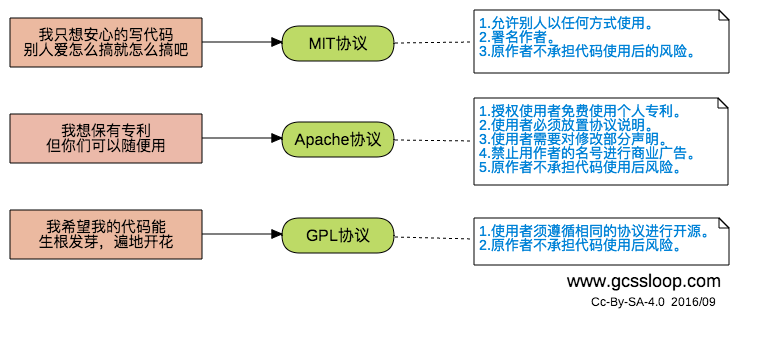 我只想安心的写代码
别人爱怎么搞就怎么搞吧
MIT协议
1.允许别人以任何方式使用。
2.署名作者。
3.原作者不承担代码使用后的风险。
我想保有专利
但你们可以随便用
Apache协议
1.授权使用者免费使用个人专利。
2.使用者必须放置协议说明。
3.使用者需要对修改部分声明。
4.禁止用作者的名号进行商业广告。
5.原作者不承担代码使用后风险。
我希望我的代码能
生根发芽，遍地开花
GPL协议
1.使用者须遵循相同的协议进行开源。
2.原作者不承担代码使用后风险。
www.gcssloop.com
Cc-By-SA-4.0 2016/09